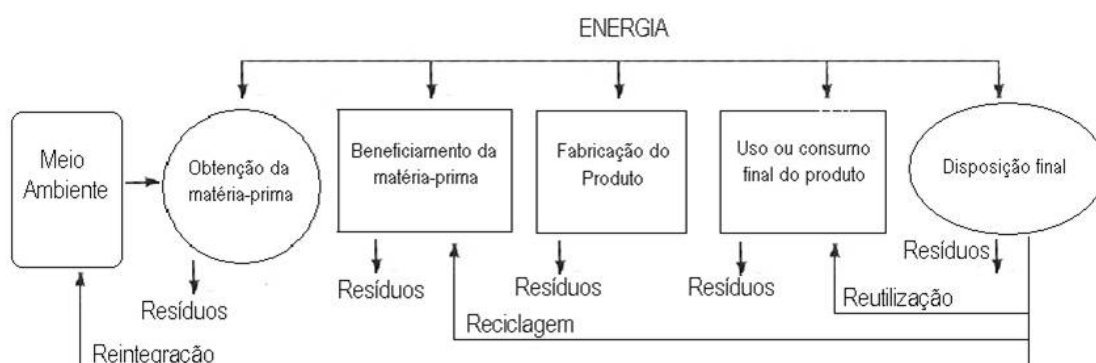 ENERGIA
Meio
Ambiente
Obtenção da
matéria-prima
Beneficiamento da
matéria-prima
Fabricação do
Produto
Uso ou consumo
final do produto
Disposição final
Resíduos
Resíduos
Resíduos
Resíduos
Resíduos
Reutilização
Reciclagem
Reintegração